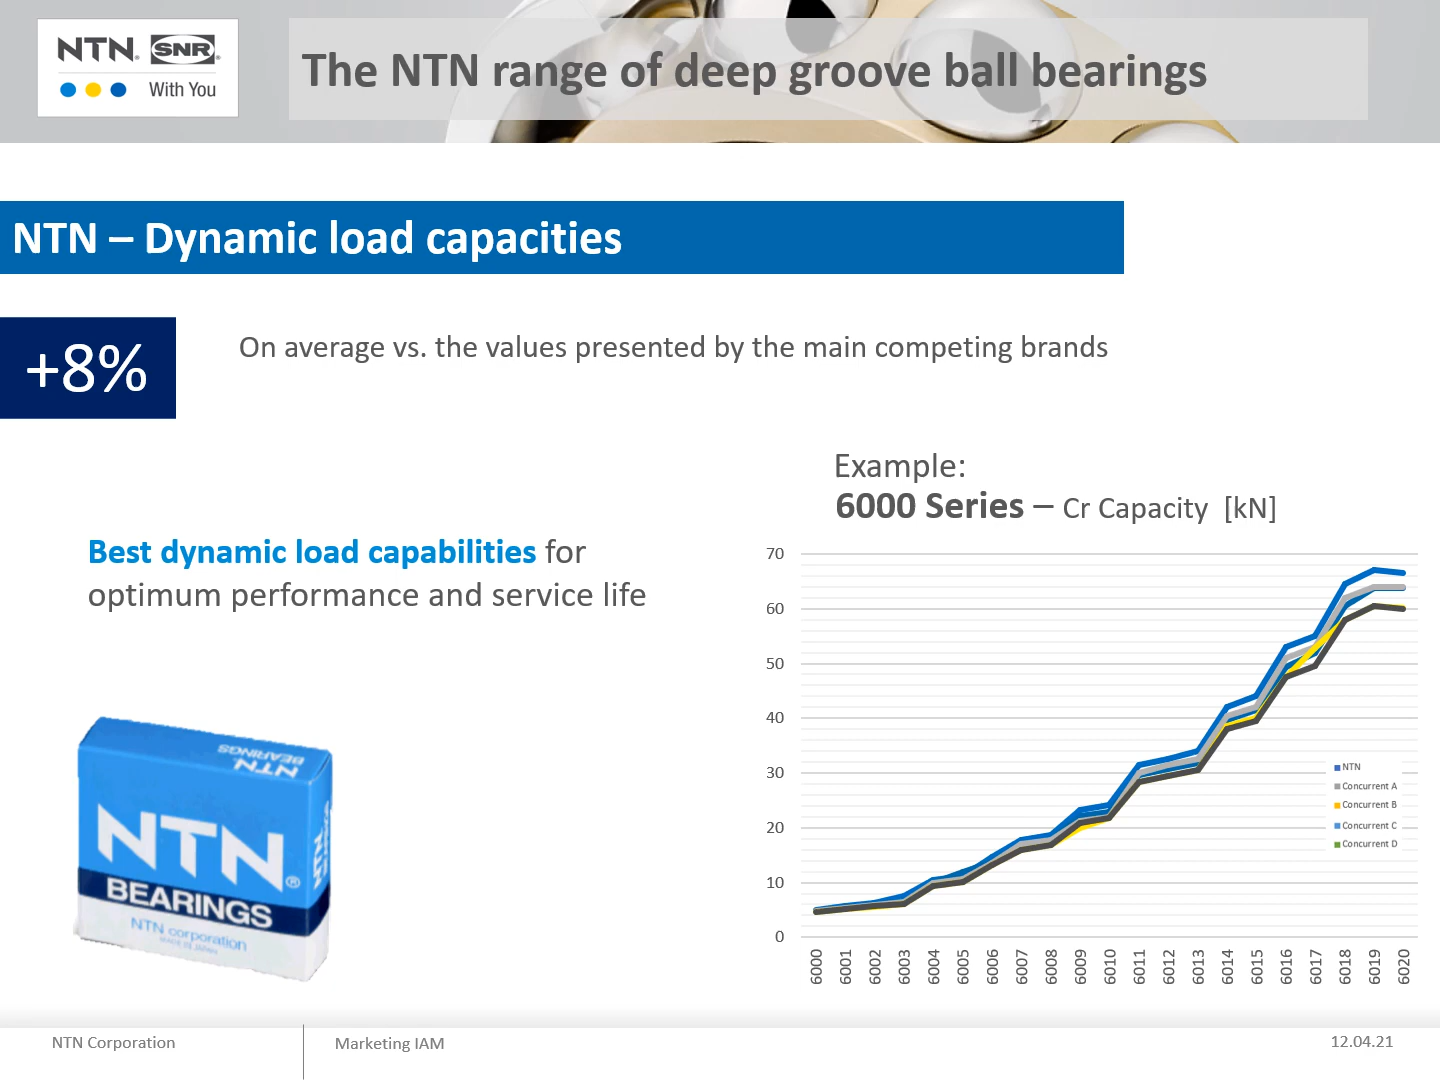 NTN. SNR.
With You
The NTN range of deep groove ball bearings
NTN – Dynamic load capacities
+8%
On average vs. the values presented by the main competing brands
Example:
6000 Series – Cr Capacity [kN]
Best dynamic load capabilities for
optimum performance and service life
70
60
50
40
30
20
10
0
NTN
Concurrent A
Concurrent B
Concurrent C
Concurrent D
6000
6001
6002
6003
6004
6005
6006
6007
6008
6009
6010
6011
6012
6013
6014
6015
6016
6017
6018
6019
6020
NTN
BEARINGS
NTN®
BEARINGS
NTN corporation
MADE IN JAPAN
NTN
NTN Corporation
Marketing IAM
12.04.21